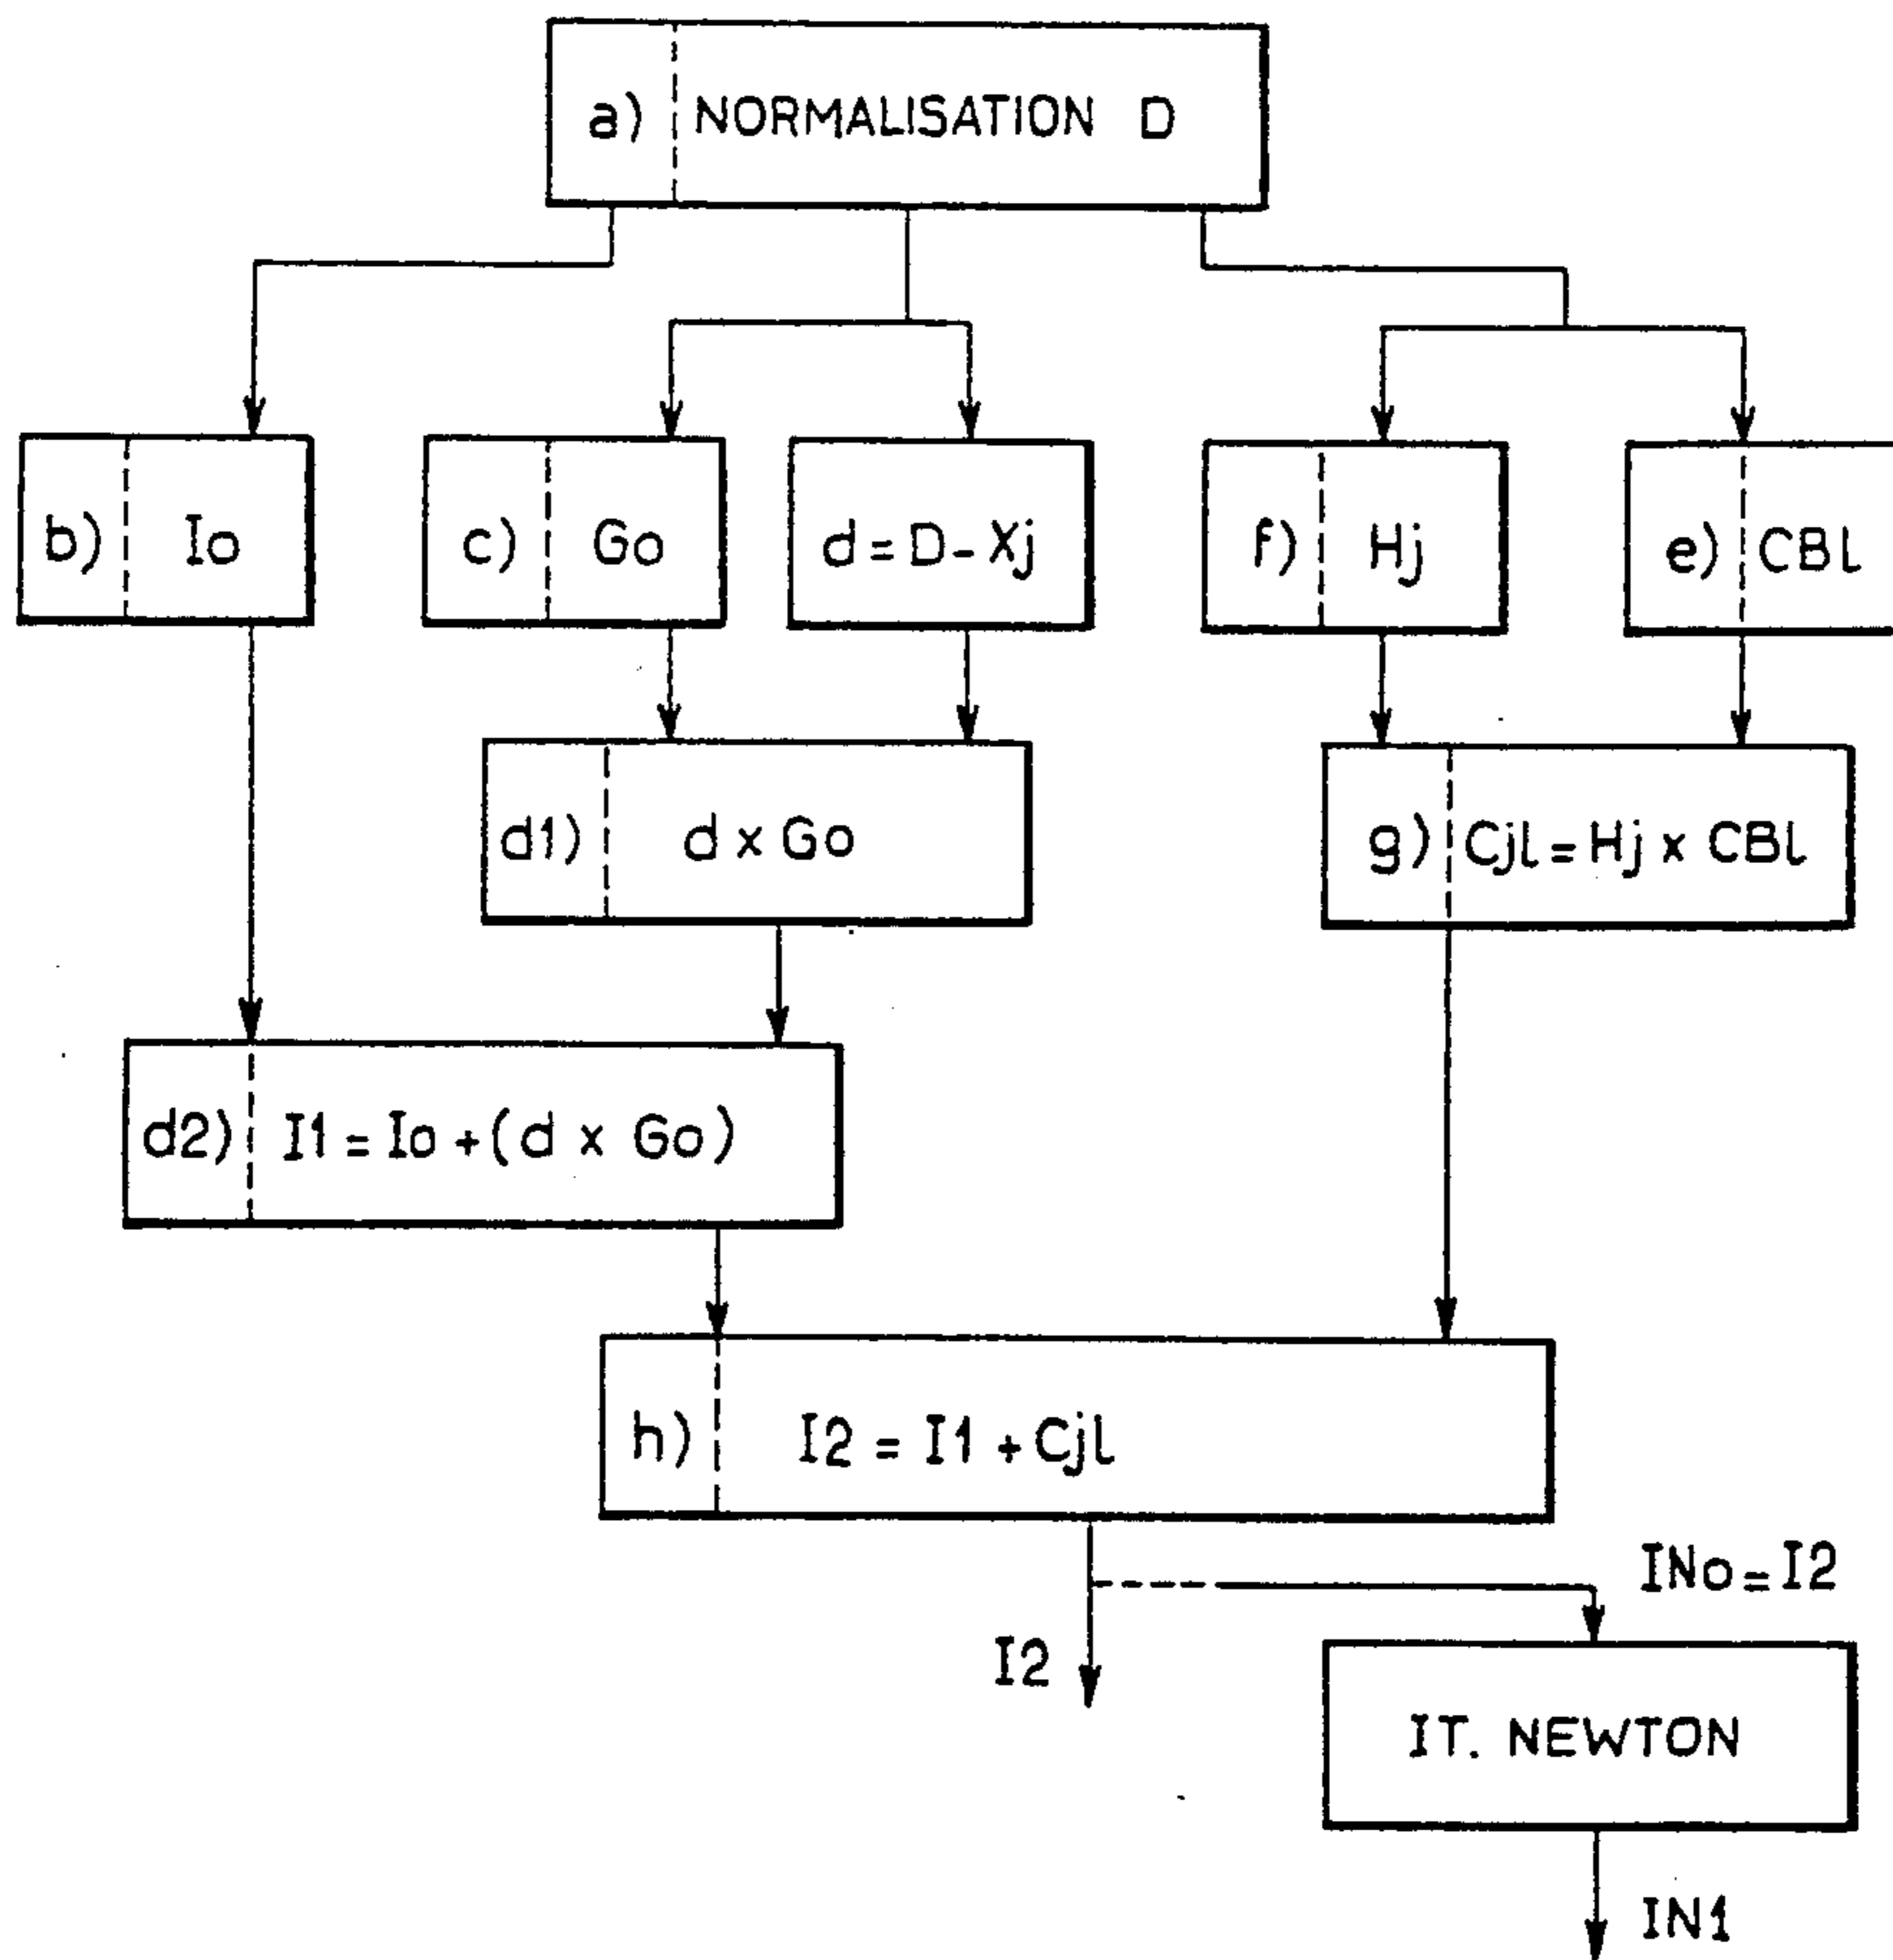 a) NORMALISATION D
b) Io
c) Go
d = D - Xj
f) Hj
e) CBl
d1) d x Go
g) Cjl = Hj x CBl
d2) I1 = Io + (d x Go)
h) I2 = I1 + Cjl
INo = I2
I2
IT. NEWTON
IN1